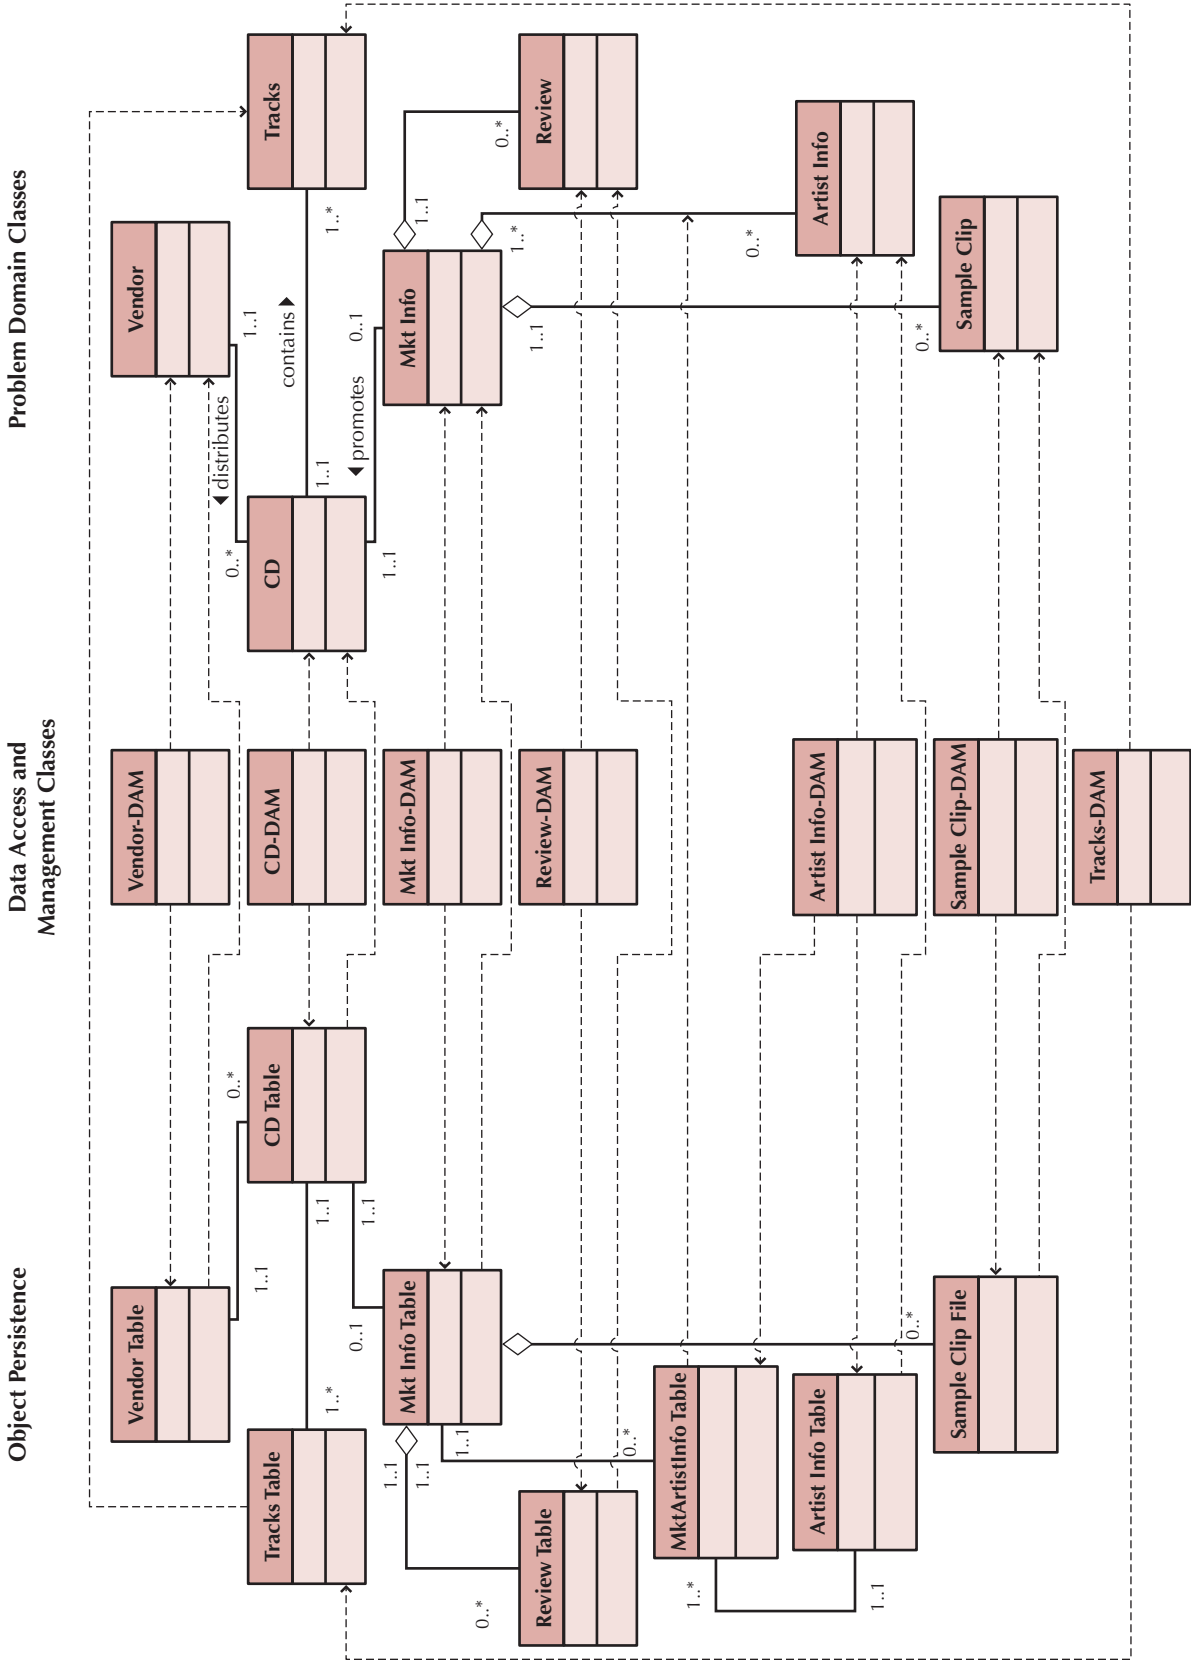 Problem Domain Classes
Tracks
Vendor
1..1
1..*
contains
distributes
0..*
CD
1..1
1..1
promotes
0..1
Mkt Info
1..1
0..*
Review
1..*
0..*
Artist Info
1..1
0..*
Sample Clip
Data Access and
Management Classes
Vendor-DAM
CD-DAM
Mkt Info-DAM
Review-DAM
Artist Info-DAM
Sample Clip-DAM
Tracks-DAM
Object Persistence
Vendor Table
1..1
0..*
CD Table
1..1
1..1
1..*
Tracks Table
0..1
Mkt Info Table
1..1
1..1
1..1
0..*
Review Table
0..*
MktArtistInfo Table
1..*
1..1
Artist Info Table
0..*
Sample Clip File